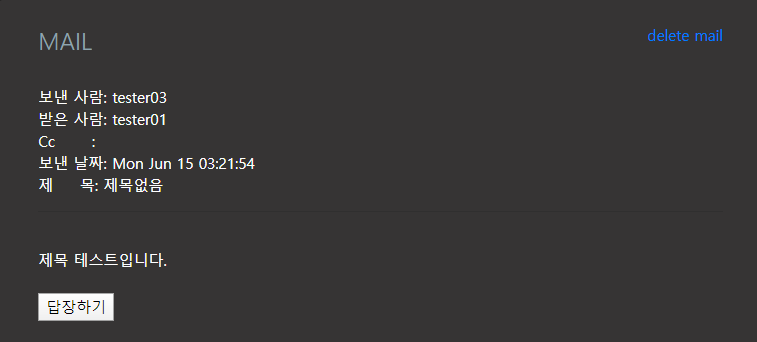 MAIL
delete mail
보낸 사람: tester03
받은 사람: tester01
Cc :
보낸 날짜: Mon Jun 15 03:21:54
제 목: 제목없음
제목 테스트입니다.
답장하기